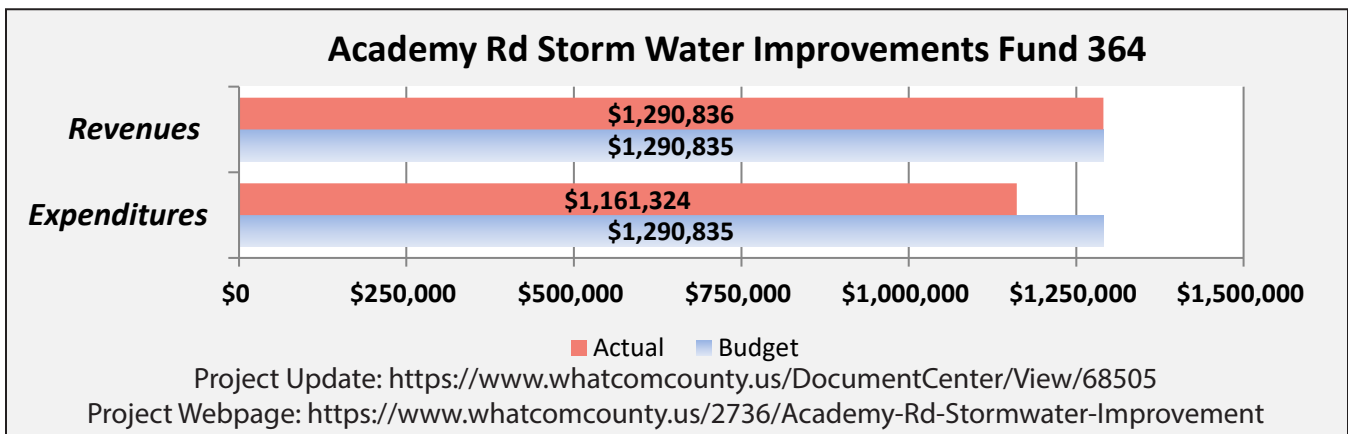 Academy Rd Storm Water Improvements Fund 364
Revenues
$1,290,836
$1,290,835
Expenditures
$1,161,324
$1,290,835
$0 $250,000 $500,000 $750,000 $1,000,000 $1,250,000 $1,500,000
Actual Budget
Project Update: https://www.whatcomcounty.us/DocumentCenter/View/68505
Project Webpage: https://www.whatcomcounty.us/2736/Academy-Rd-Stormwater-Improvement